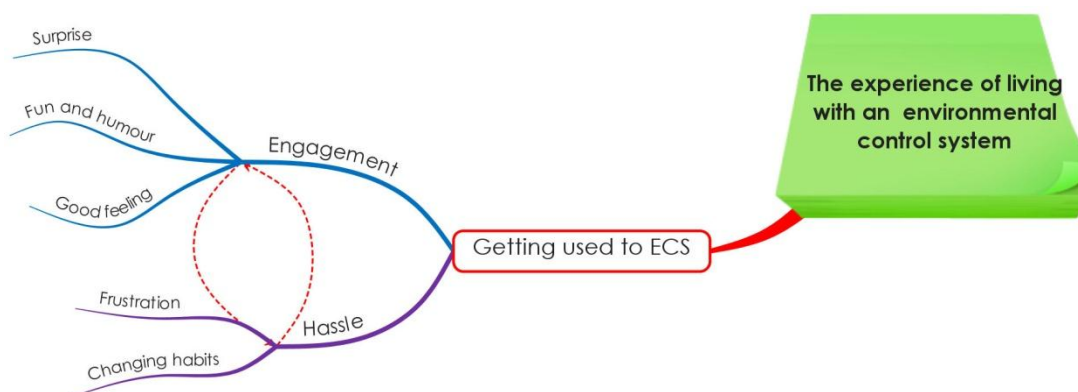 Surprise
Fun and humour
Good feeling
Engagement
Frustration
Changing habits
Hassle
Getting used to ECS
The experience of living
with an environmental
control system